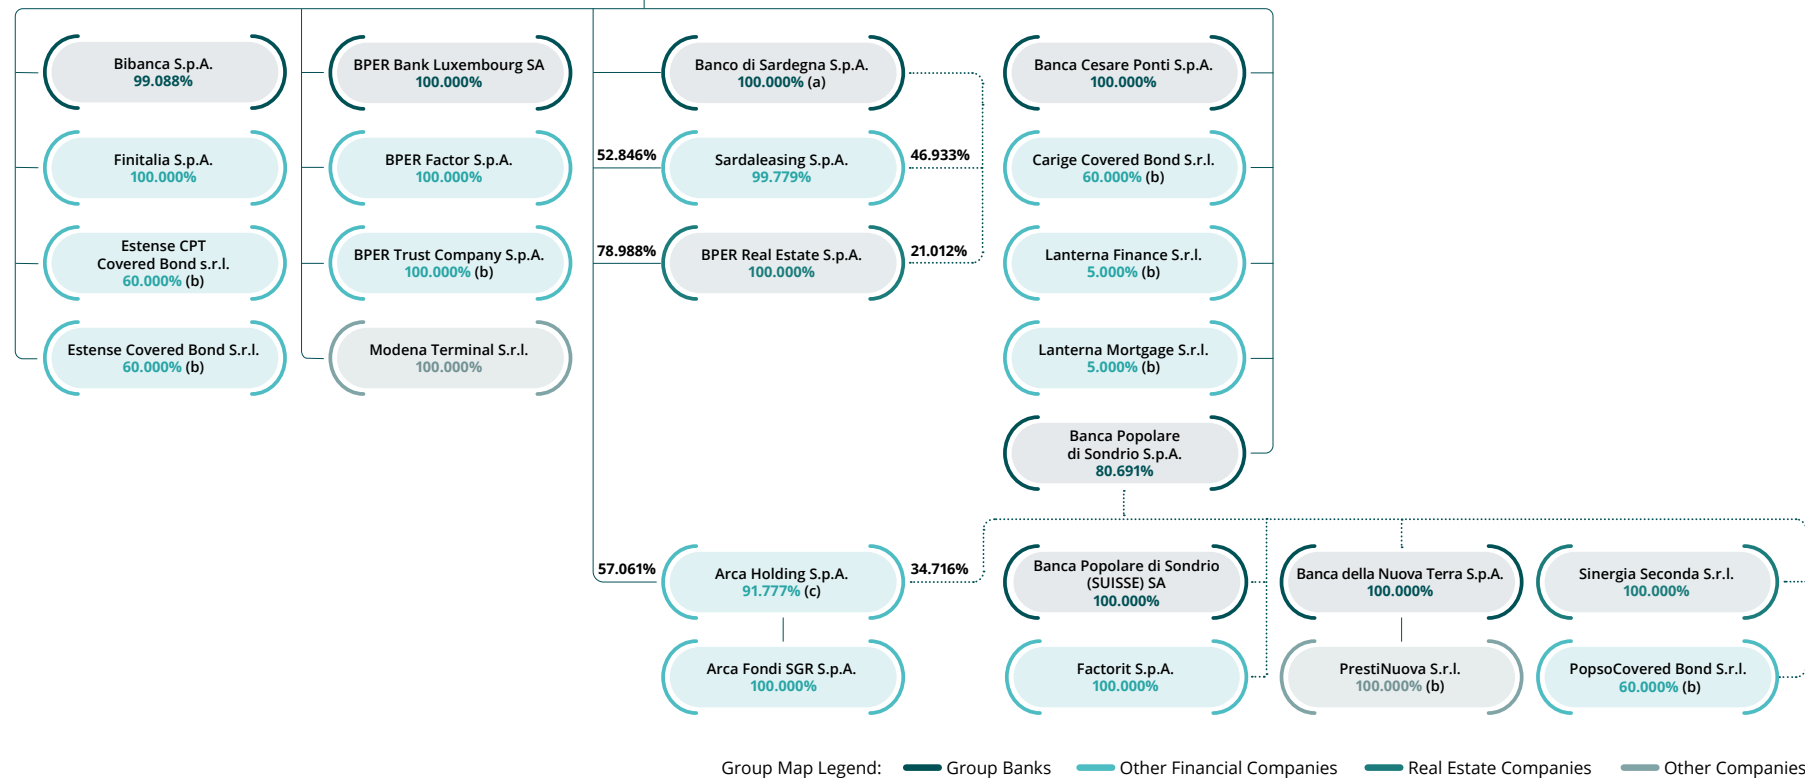 Bibanca S.p.A.
99.088%
BPER Bank Luxembourg SA
100.000%
Banco di Sardegna S.p.A.
100.000% (a)
Banca Cesare Ponti S.p.A.
100.000%
Finitalia S.p.A.
100.000%
BPER Factor S.p.A.
100.000%
52.846%
Sardaleasing S.p.A.
99.779%
46.933%
Carige Covered Bond S.r.l.
60.000% (b)
Estense CPT
Covered Bond s.r.l.
60.000% (b)
BPER Trust Company S.p.A.
100.000% (b)
78.988%
BPER Real Estate S.p.A.
100.000%
21.012%
Lanterna Finance S.r.l.
5.000% (b)
Estense Covered Bond S.r.l.
60.000% (b)
Modena Terminal S.r.l.
100.000%
Lanterna Mortgage S.r.l.
5.000% (b)
Banca Popolare
di Sondrio S.p.A.
80.691%
57.061%
Arca Holding S.p.A.
91.777% (c)
34.716%
Banca Popolare di Sondrio
(SUISSE) SA
100.000%
Banca della Nuova Terra S.p.A.
100.000%
Sinergia Seconda S.r.l.
100.000%
Arca Fondi SGR S.p.A.
100.000%
Factorit S.p.A.
100.000%
PrestiNuova S.r.l.
100.000% (b)
PopsoCovered Bond S.r.l.
60.000% (b)
Group Map Legend: Group Banks Other Financial Companies Real Estate Companies Other Companies